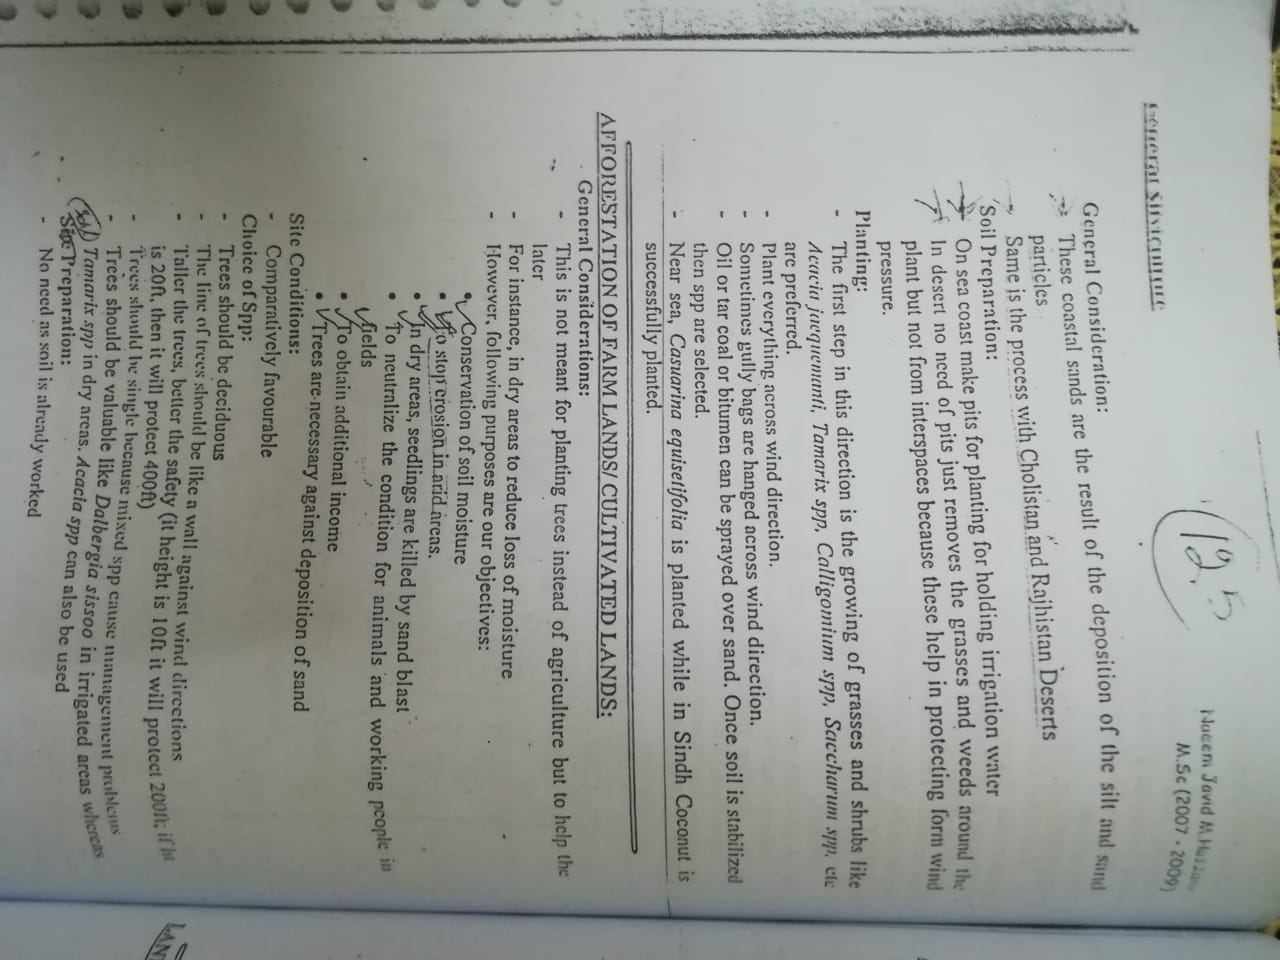 General Silviculture
Naeem Javid M Hassani
M.Sc (2007 - 2009)
125
General Consideration:
These coastal sands are the result of the deposition of the silt and sand
particles
Same is the process with Cholistan and Rajhistan Deserts
Soil Preparation:
On sea coast make pits for planting for holding irrigation water
In desert no need of pits just removes the grasses and weeds around the
plant but not from interspaces because these help in protecting form wind
pressure.
Planting:
- The first step in this direction is the growing of grasses and shrubs like
Acacia jacquemanti, Tamarix spp, Calligomium spp, Saccharum spp. etc
are preferred.
- Plant everything across wind direction.
- Sometimes gully bags are hanged across wind direction.
- Oil or tar coal or bitumen can be sprayed over sand. Once soil is stabilized
then spp are selected.
- Near sea, Casuarina equisetifolia is planted while in Sindh Coconut is
successfully planted.
AFFORESTATION OF FARM LANDS/ CULTIVATED LANDS:
General Considerations:
- This is not meant for planting trees instead of agriculture but to help the
later
- For instance, in dry areas to reduce loss of moisture
- However, following purposes are our objectives:
• Conservation of soil moisture
• To stop erosion in arid areas.
• In dry areas, seedlings are killed by sand blast
• To neutralize the condition for animals and working people in
fields
• To obtain additional income
• Trees are necessary against deposition of sand
Site Conditions:
- Comparatively favourable
Choice of Spp:
- Trees should be deciduous
- The line of trees should be like a wall against wind directions
- Taller the trees, better the safety (it height is 10ft it will protect 200ft; if ht
is 20ft, then it will protect 400ft)
- Trees should be single because mixed spp cause management problems
- Trees should be valuable like Dalbergia sissoo in irrigated areas whereas
Tamarix spp in dry areas. Acacia spp can also be used
Preparation:
- No need as soil is already worked